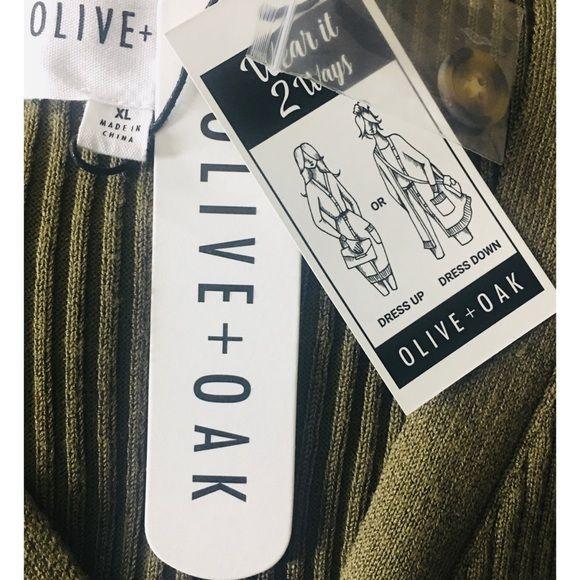 OLIVE+
XL
MADE IN
CHINA
OLIVE+OAK
Wear it
2 Ways
OR
DRESS UP
DRESS DOWN
OLIVE+OAK